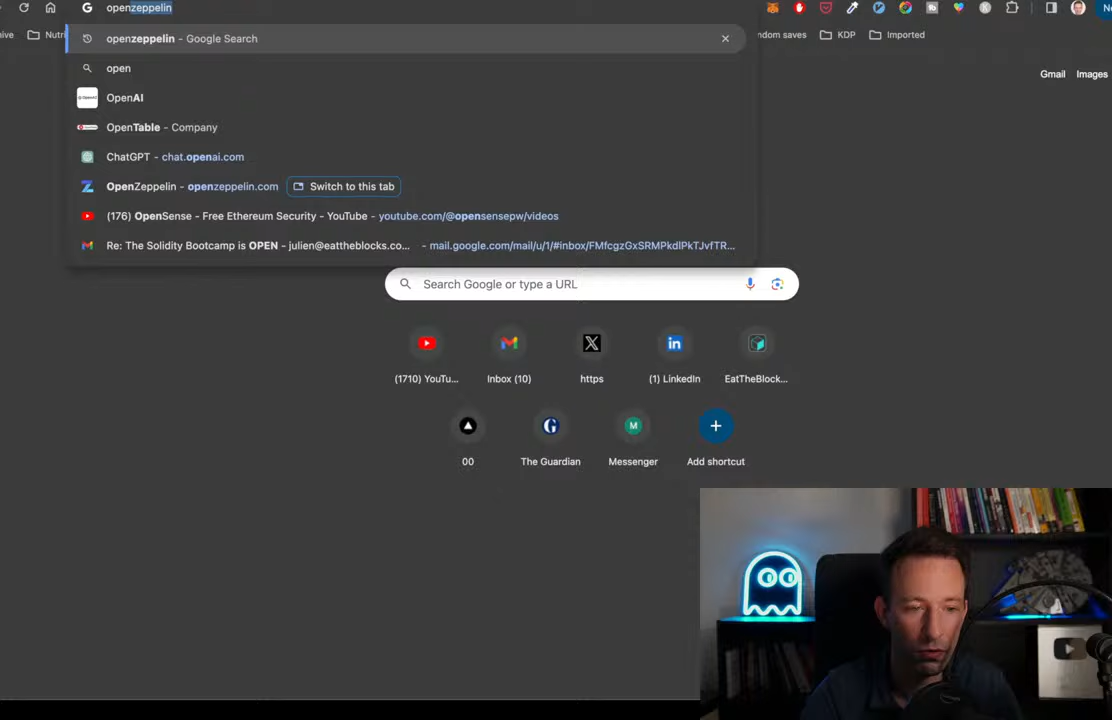 openzeppelin
Ne
ive
Nutri
ndom saves
KDP
Imported
openzeppelin - Google Search
open
OpenAI
OpenTable - Company
ChatGPT - chat.openai.com
OpenZeppelin - openzeppelin.com Switch to this tab
(176) OpenSense - Free Ethereum Security - YouTube - youtube.com/@opensensepw/videos
Re: The Solidity Bootcamp is OPEN - julien@eattheblocks.co... - mail.google.com/mail/u/1/#inbox/FMfcgzGxSRMPkdlPkTJvfTR...
Gmail Images
Search Google or type a URL
(1710) YouTu... Inbox (10) https (1) LinkedIn EatTheBlock...
00 The Guardian Messenger Add shortcut